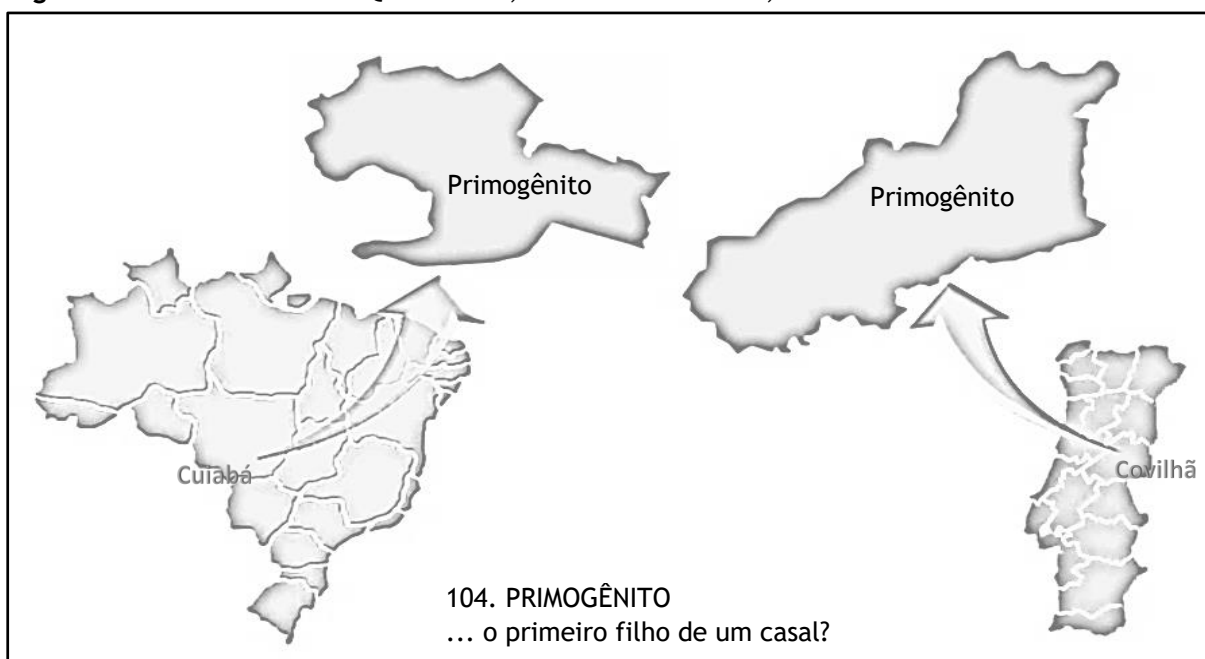 Primogênito
Primogênito
Cuiabá
Covilhã
104. PRIMOGÊNITO
... o primeiro filho de um casal?